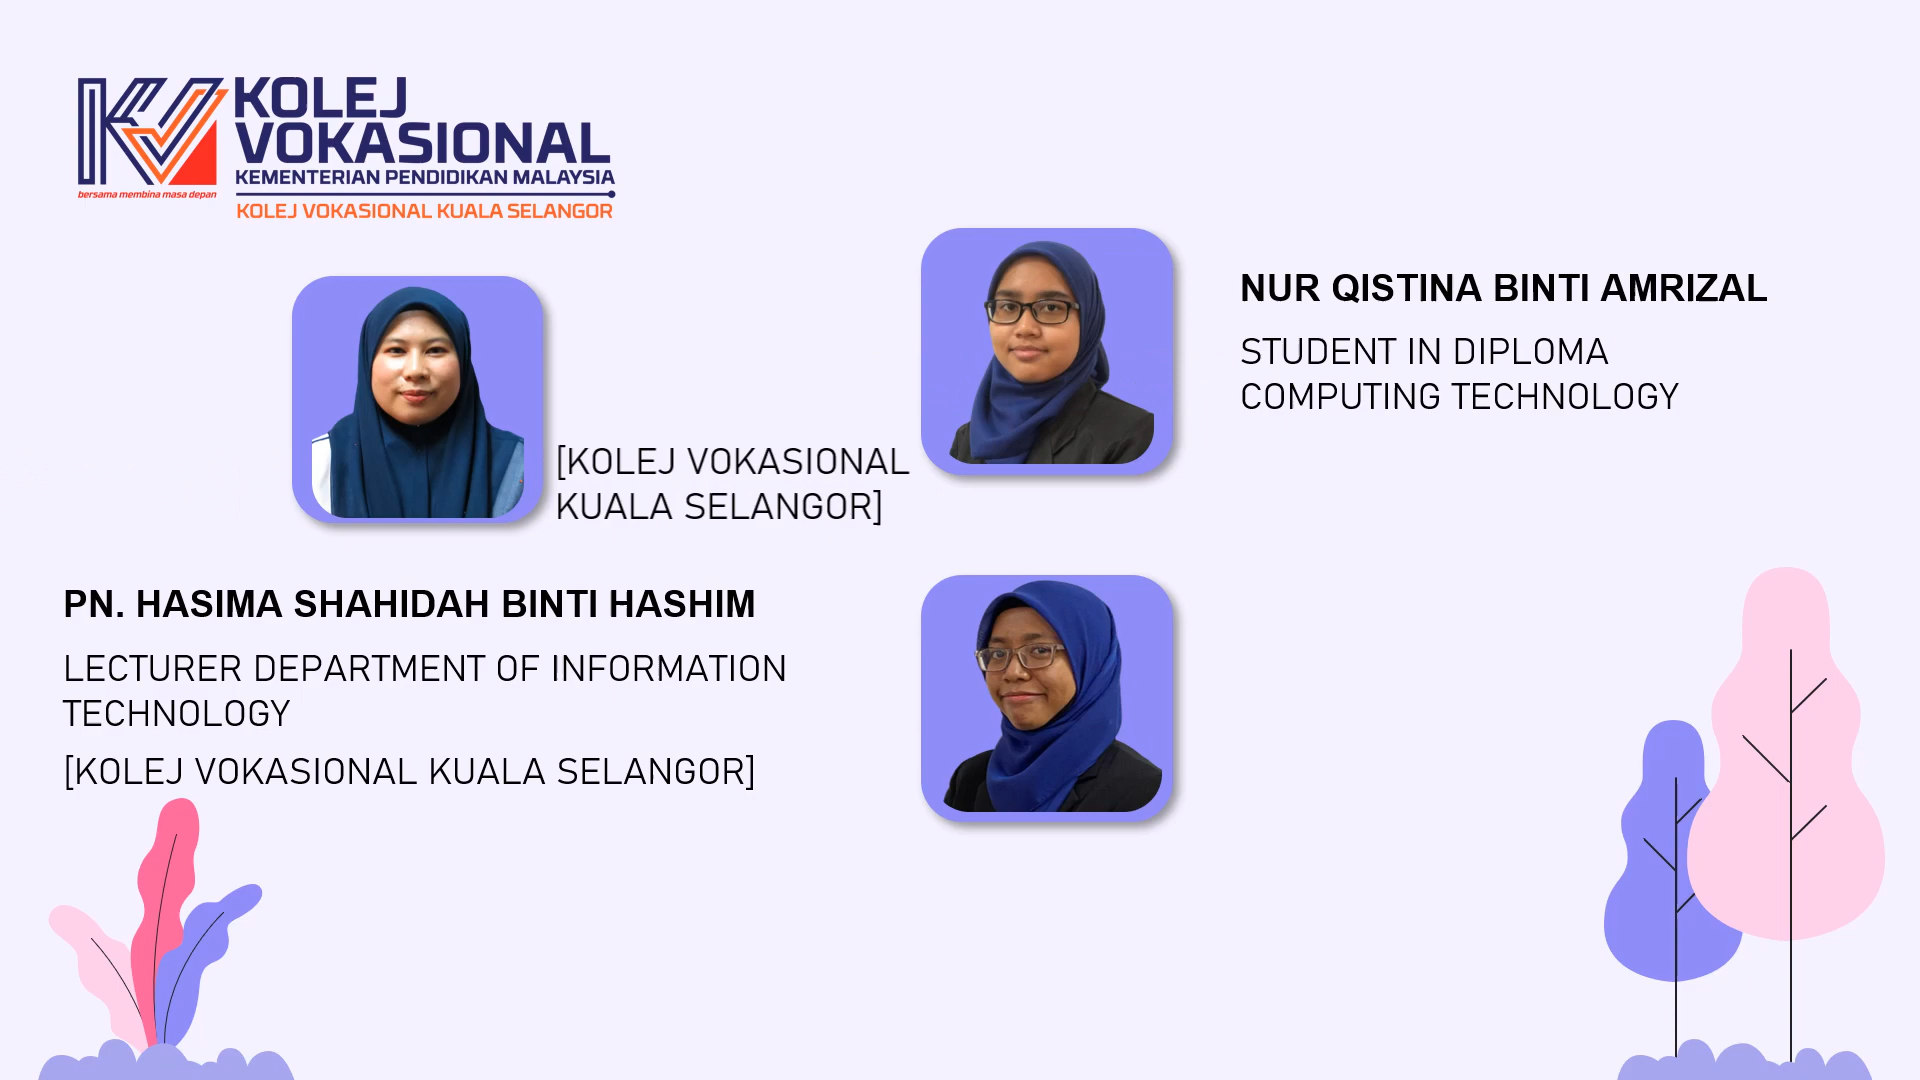 KOLEJ
VOKASIONAL
KEMENTERIAN PENDIDIKAN MALAYSIA
bersama membina masa depan
KOLEJ VOKASIONAL KUALA SELANGOR
NUR QISTINA BINTI AMRIZAL
STUDENT IN DIPLOMA
COMPUTING TECHNOLOGY
[KOLEJ VOKASIONAL
KUALA SELANGOR]
PN. HASIMA SHAHIDAH BINTI HASHIM
LECTURER DEPARTMENT OF INFORMATION
TECHNOLOGY
[KOLEJ VOKASIONAL KUALA SELANGOR]